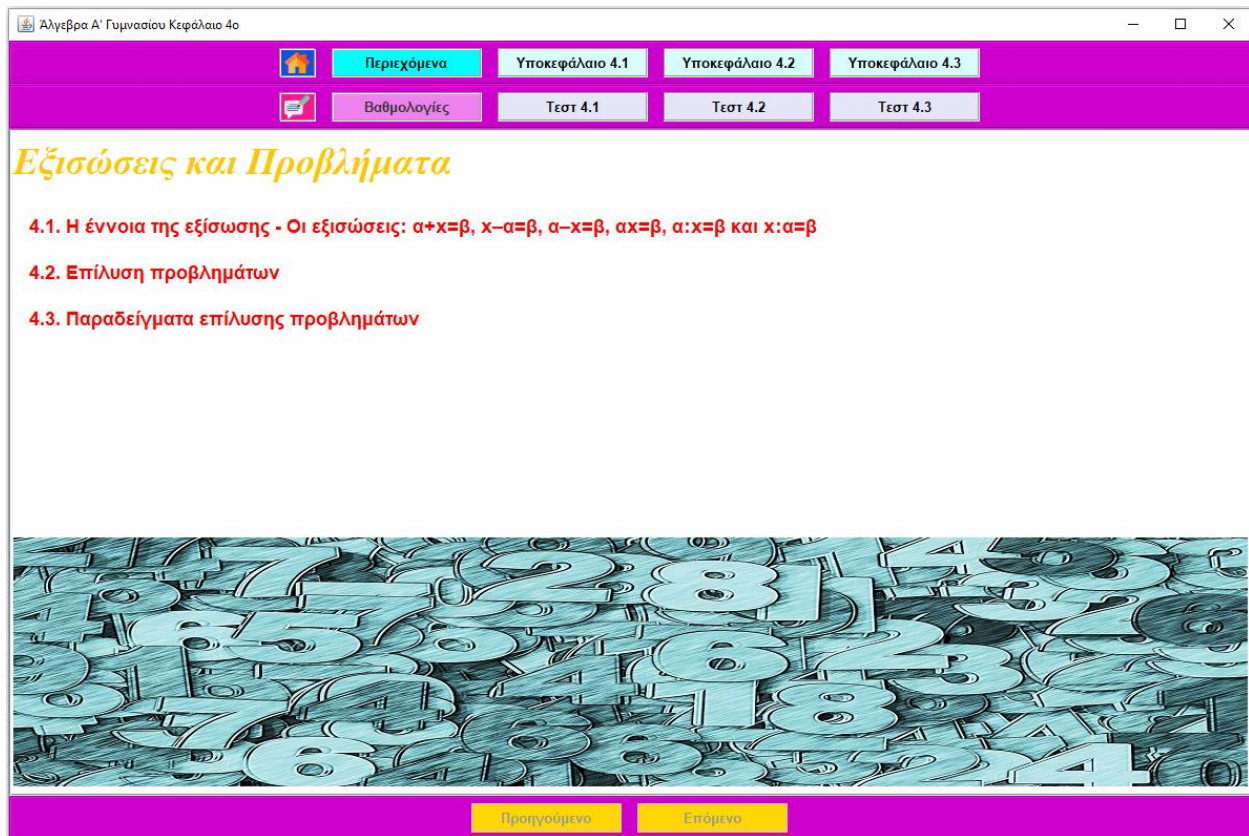 Άλγεβρα Α' Γυμνασίου Κεφάλαιο 4ο
Περιεχόμενα Υποκεφάλαιο 4.1 Υποκεφάλαιο 4.2 Υποκεφάλαιο 4.3
Βαθμολογίες Τεστ 4.1 Τεστ 4.2 Τεστ 4.3
Εξισώσεις και Προβλήματα
4.1. Η έννοια της εξίσωσης - Οι εξισώσεις: α+x=β, x–α=β, α–x=β, αx=β, α:x=β και x:α=β
4.2. Επίλυση προβλημάτων
4.3. Παραδείγματα επίλυσης προβλημάτων
Προηγούμενο Επόμενο